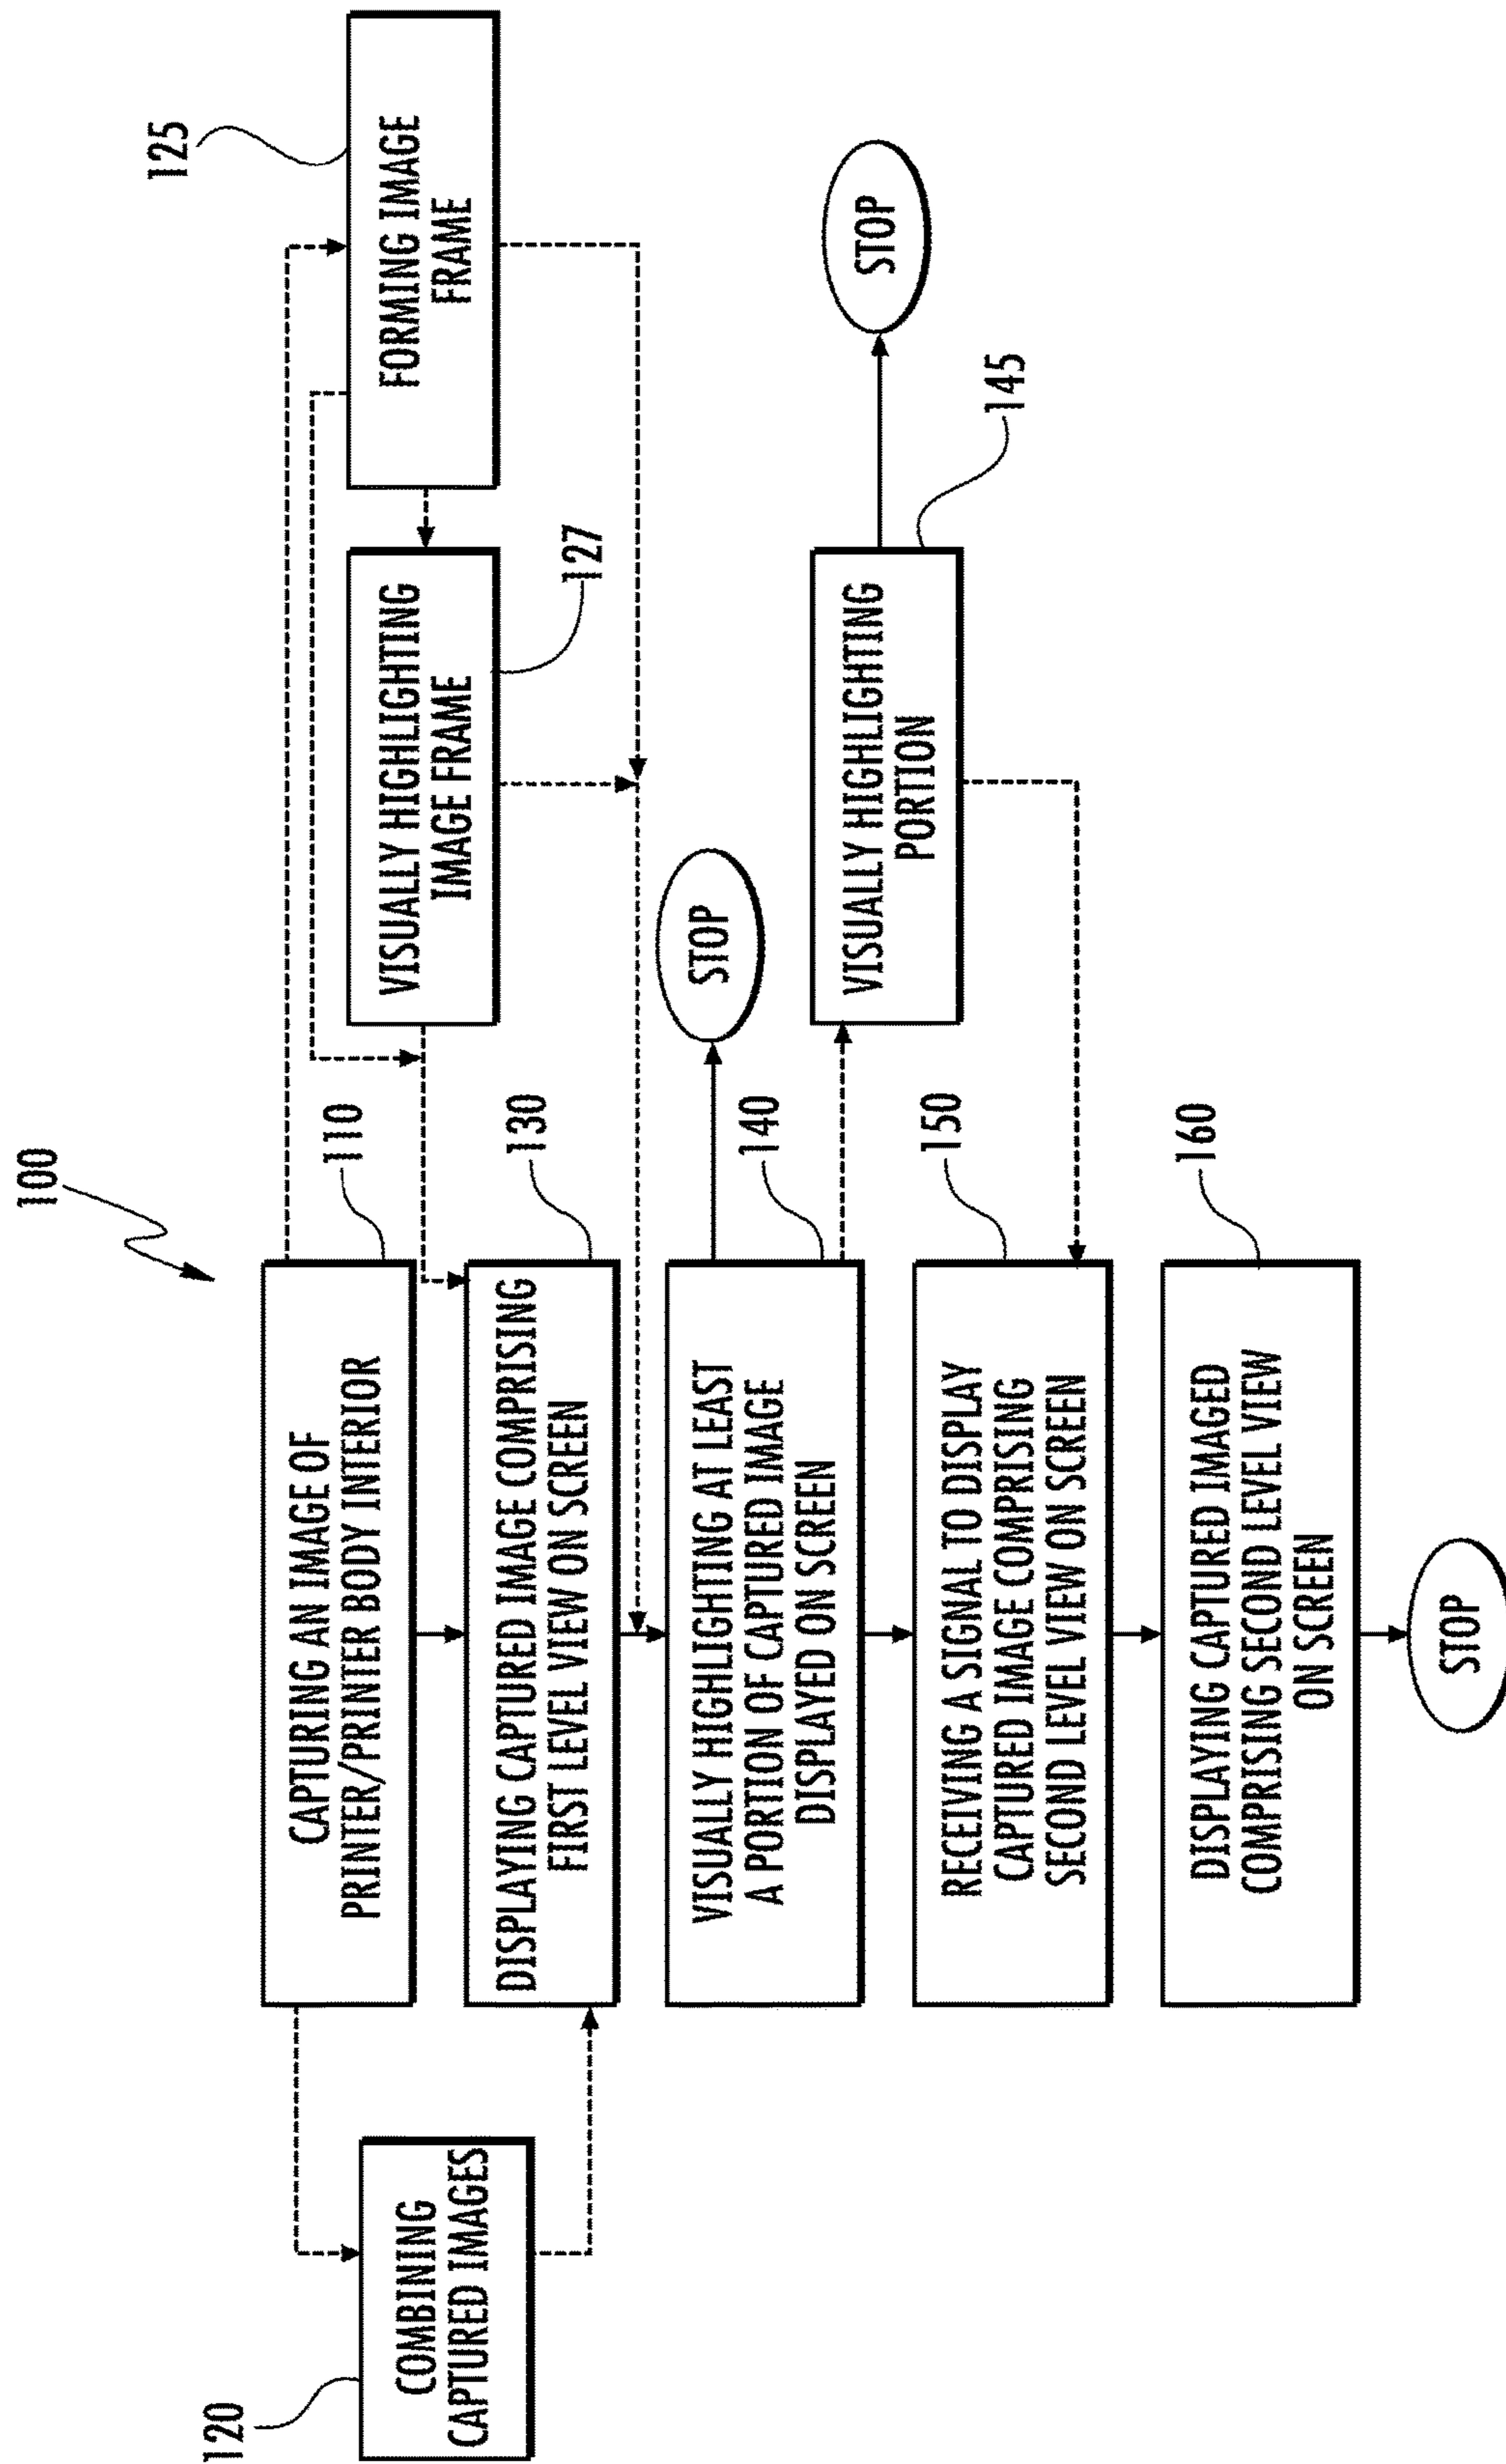 100
CAPTURING AN IMAGE OF
PRINTER/PRINTER BODY INTERIOR
110
COMBINING
CAPTURED IMAGES
120
FORMING IMAGE
FRAME
125
VISUALLY HIGHLIGHTING
IMAGE FRAME
127
DISPLAYING CAPTURED IMAGE COMPRISING
FIRST LEVEL VIEW ON SCREEN
130
VISUALLY HIGHLIGHTING AT LEAST
A PORTION OF CAPTURED IMAGE
DISPLAYED ON SCREEN
140
STOP
VISUALLY HIGHLIGHTING
PORTION
145
STOP
RECEIVING A SIGNAL TO DISPLAY
CAPTURED IMAGE COMPRISING
SECOND LEVEL VIEW ON SCREEN
150
DISPLAYING CAPTURED IMAGED
COMPRISING SECOND LEVEL VIEW
ON SCREEN
160
STOP